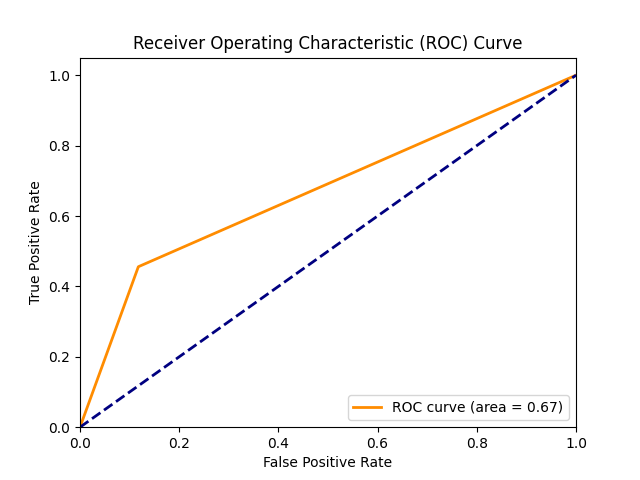 Receiver Operating Characteristic (ROC) Curve
1.0
0.8
0.6
0.4
0.2
0.0
True Positive Rate
ROC curve (area = 0.67)
0.0 0.2 0.4 0.6 0.8 1.0
False Positive Rate